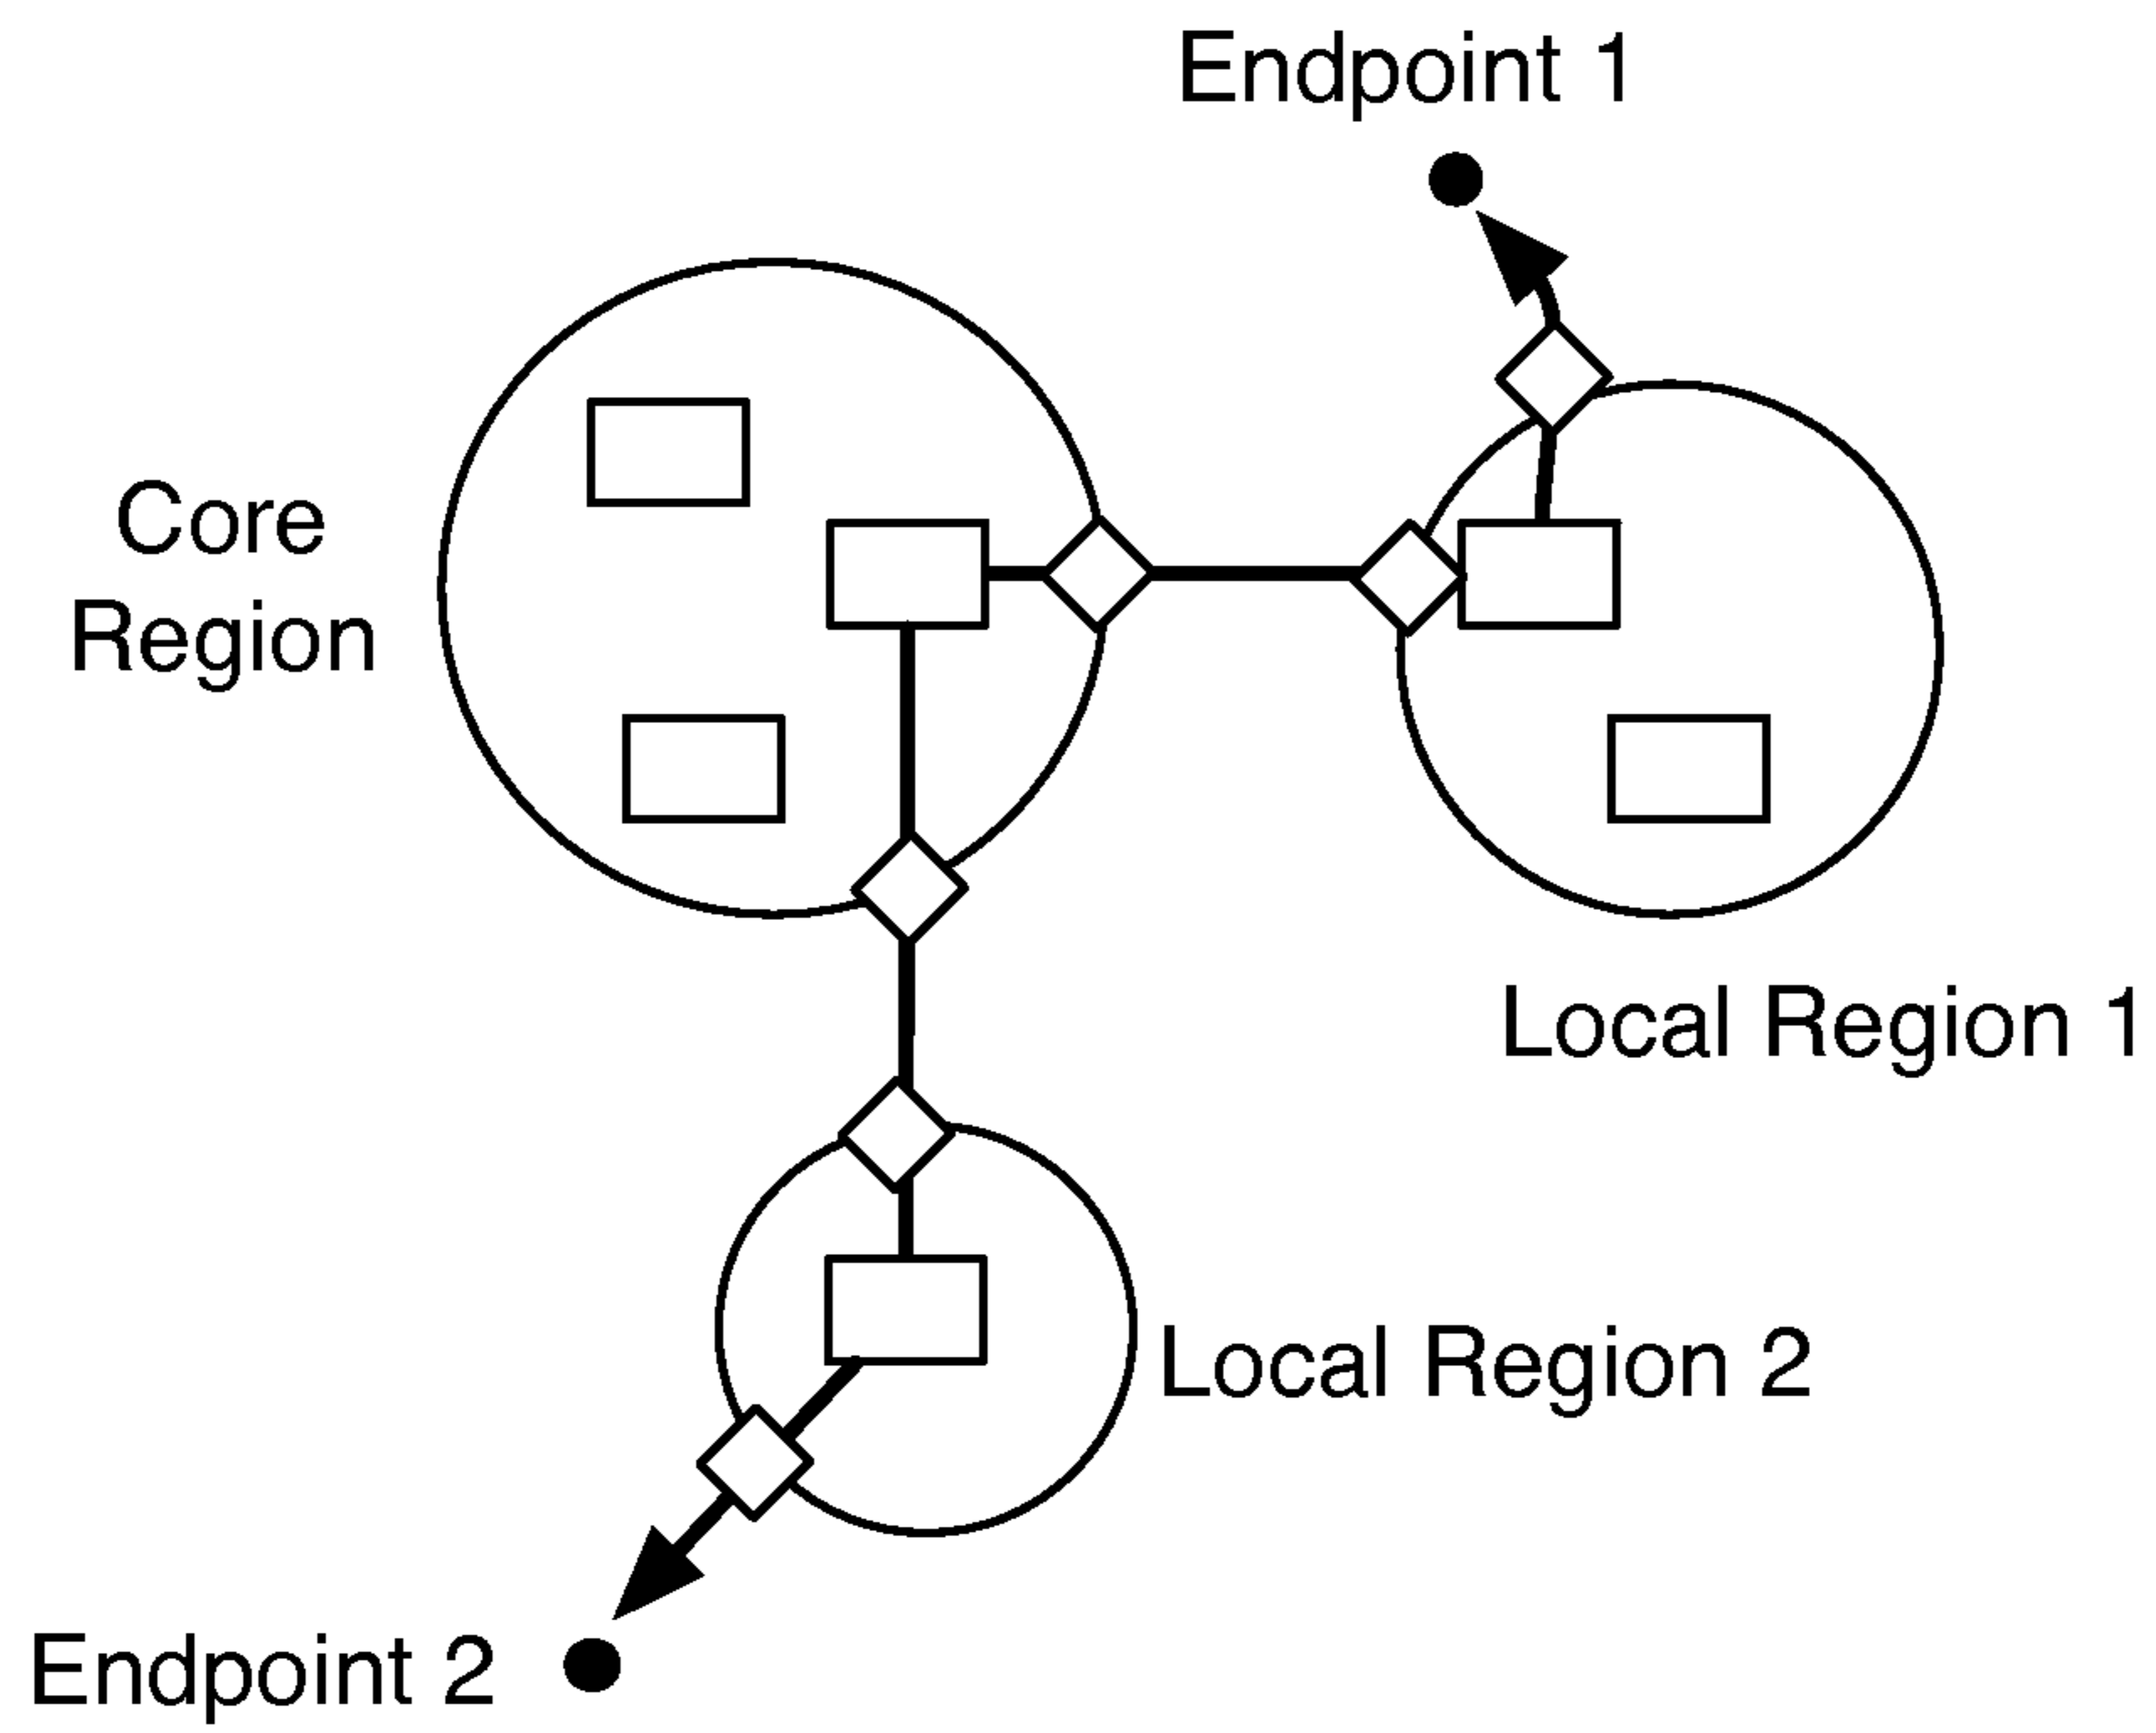 Endpoint 1
Core
Region
Local Region 1
Local Region 2
Endpoint 2